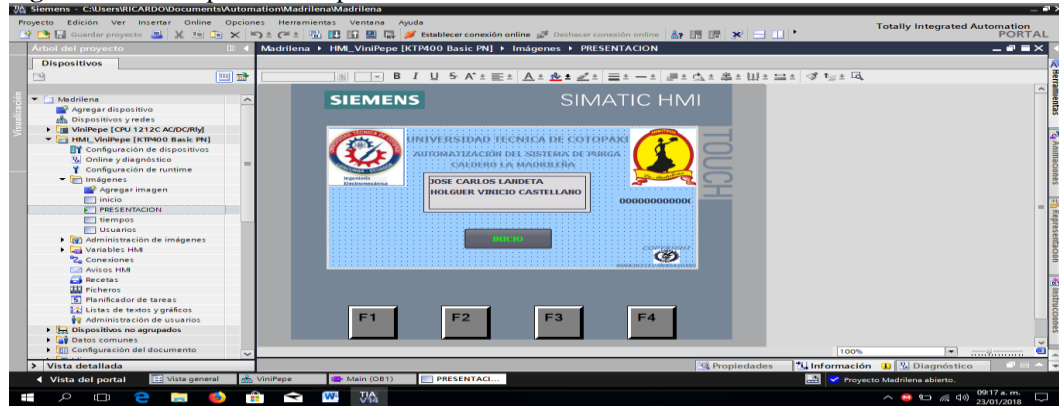 Siemens - C:\Users\RICARDO\Documents\Automation\Madrilena\Madrilena
Proyecto Edición Ver Insertar Online Opciones Herramientas Ventana Ayuda
Guardar proyecto Establecer conexión online Deshacer conexión online
Totally Integrated Automation
PORTAL
Árbol del proyecto
Madrilena HMI_ViniPepe [KTP400 Basic PN] Imágenes PRESENTACION
Dispositivos
Visualización
Madrilena
Agregar dispositivo
Dispositivos y redes
ViniPepe [CPU 1212C AC/DC/Rly]
HMI_ViniPepe [KTP400 Basic PN]
Configuración de dispositivos
Online y diagnóstico
Configuración de runtime
Imágenes
Agregar imagen
inicio
PRESENTACION
tiempos
Usuarios
Administración de imágenes
Variables HMI
Conexiones
Avisos HMI
Recetas
Ficheros
Planificador de tareas
Listas de textos y gráficos
Administración de usuarios
Dispositivos no agrupados
Datos comunes
Configuración del documento
Vista detallada
SIEMENS SIMATIC HMI
TOUCH
UNIVERSIDAD TECNICA DE COTOPAXI
AUTOMATIZACIÓN DEL SISTEMA DE PURGA
CALDERO LA MADRILEÑA
Ingeniería
Electromecánica
JOSE CARLOS LANDETA
HOLGUER VINICIO CASTELLANO
INICIO
COPYRIGHT
F1 F2 F3 F4
100%
Herramientas
Animaciones
Representación
Instrucciones
Propiedades Información Diagnóstico
Vista del portal Vista general ViniPepe Main (OB1) PRESENTACI...
Proyecto Madrilena abierto.
09:17 a. m.
23/01/2018